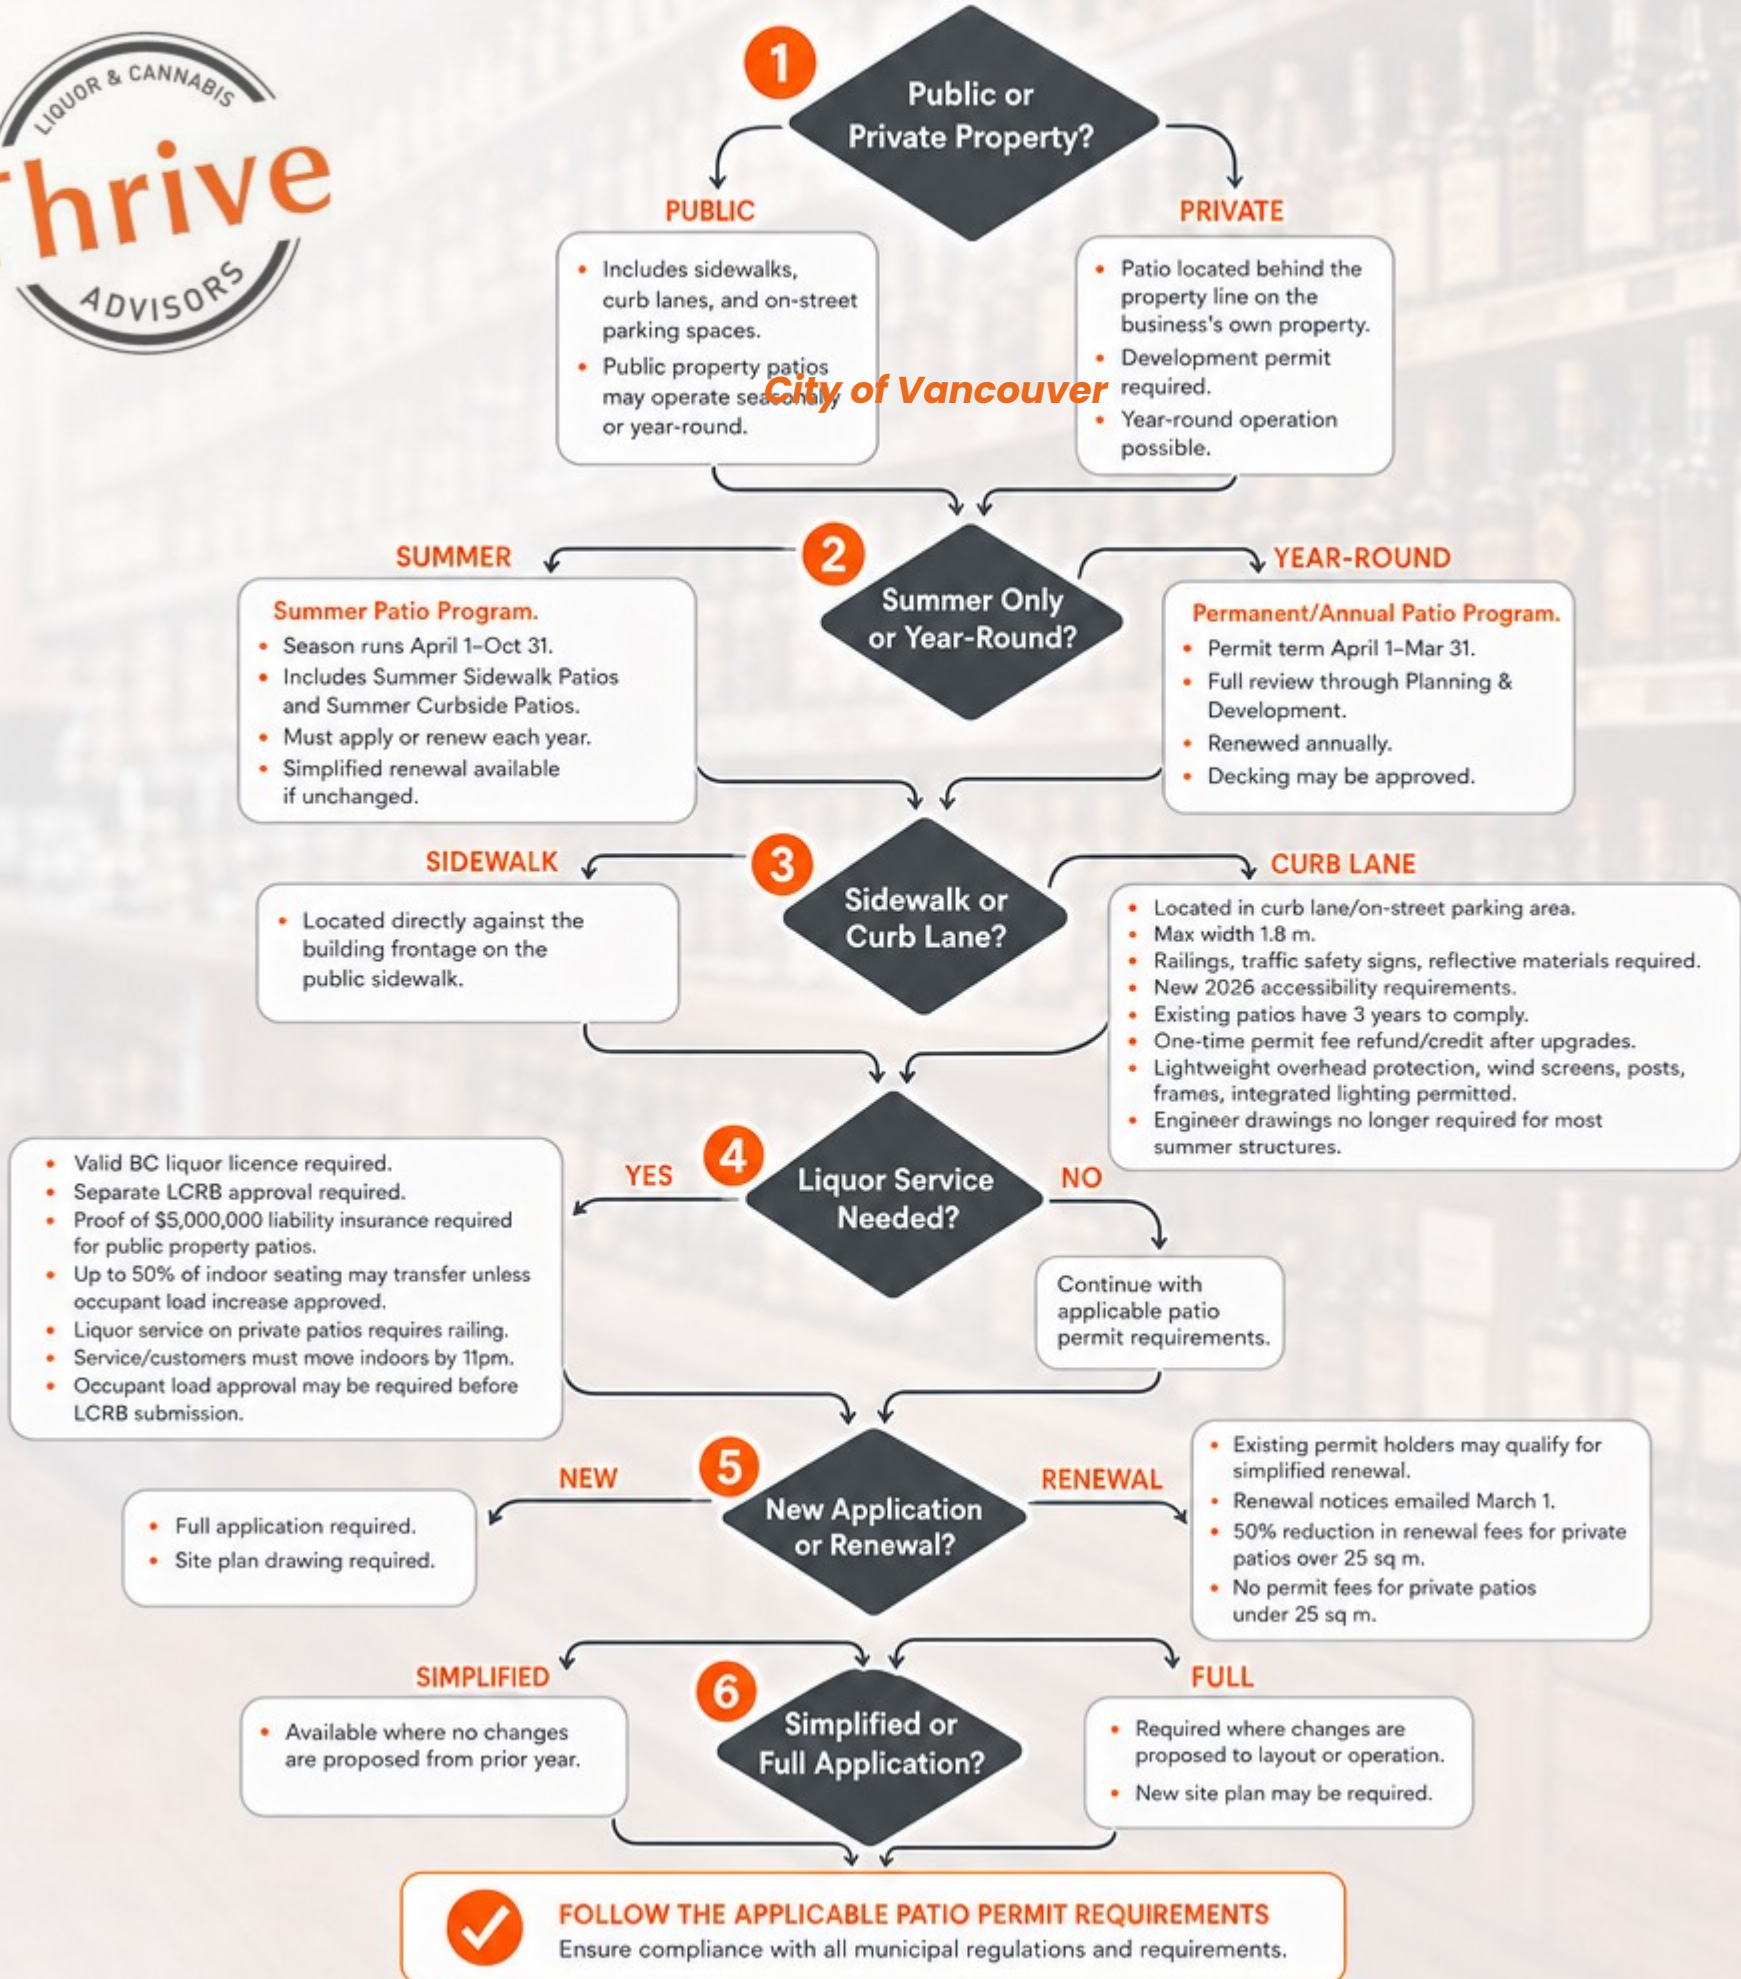 LIQUOR & CANNABIS
Thrive
ADVISORS
1
Public or
Private Property?
PUBLIC
• Includes sidewalks,
curb lanes, and on-street
parking spaces.
• Public property patios
may operate seasonally
or year-round.
City of Vancouver
PRIVATE
• Patio located behind the
property line on the
business's own property.
• Development permit
required.
• Year-round operation
possible.
2
Summer Only
or Year-Round?
SUMMER
Summer Patio Program.
• Season runs April 1–Oct 31.
• Includes Summer Sidewalk Patios
and Summer Curbside Patios.
• Must apply or renew each year.
• Simplified renewal available
if unchanged.
YEAR-ROUND
Permanent/Annual Patio Program.
• Permit term April 1–Mar 31.
• Full review through Planning &
Development.
• Renewed annually.
• Decking may be approved.
3
Sidewalk or
Curb Lane?
SIDEWALK
• Located directly against the
building frontage on the
public sidewalk.
CURB LANE
• Located in curb lane/on-street parking area.
• Max width 1.8 m.
• Railings, traffic safety signs, reflective materials required.
• New 2026 accessibility requirements.
• Existing patios have 3 years to comply.
• One-time permit fee refund/credit after upgrades.
• Lightweight overhead protection, wind screens, posts,
frames, integrated lighting permitted.
• Engineer drawings no longer required for most
summer structures.
4
Liquor Service
Needed?
YES
• Valid BC liquor licence required.
• Separate LCRB approval required.
• Proof of $5,000,000 liability insurance required
for public property patios.
• Up to 50% of indoor seating may transfer unless
occupant load increase approved.
• Liquor service on private patios requires railing.
• Service/customers must move indoors by 11pm.
• Occupant load approval may be required before
LCRB submission.
NO
Continue with
applicable patio
permit requirements.
5
New Application
or Renewal?
NEW
• Full application required.
• Site plan drawing required.
RENEWAL
• Existing permit holders may qualify for
simplified renewal.
• Renewal notices emailed March 1.
• 50% reduction in renewal fees for private
patios over 25 sq m.
• No permit fees for private patios
under 25 sq m.
6
Simplified or
Full Application?
SIMPLIFIED
• Available where no changes
are proposed from prior year.
FULL
• Required where changes are
proposed to layout or operation.
• New site plan may be required.
FOLLOW THE APPLICABLE PATIO PERMIT REQUIREMENTS
Ensure compliance with all municipal regulations and requirements.